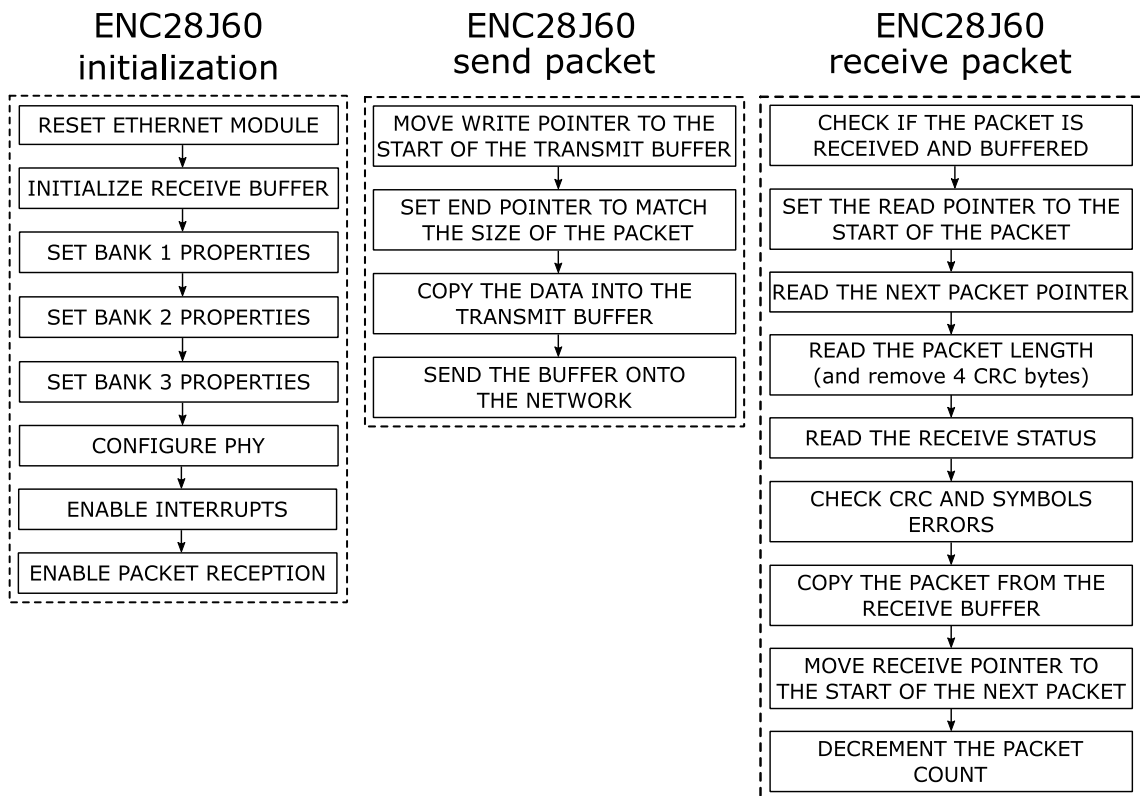 ENC28J60
initialization
RESET ETHERNET MODULE
INITIALIZE RECEIVE BUFFER
SET BANK 1 PROPERTIES
SET BANK 2 PROPERTIES
SET BANK 3 PROPERTIES
CONFIGURE PHY
ENABLE INTERRUPTS
ENABLE PACKET RECEPTION
ENC28J60
send packet
MOVE WRITE POINTER TO THE
START OF THE TRANSMIT BUFFER
SET END POINTER TO MATCH
THE SIZE OF THE PACKET
COPY THE DATA INTO THE
TRANSMIT BUFFER
SEND THE BUFFER ONTO
THE NETWORK
ENC28J60
receive packet
CHECK IF THE PACKET IS
RECEIVED AND BUFFERED
SET THE READ POINTER TO THE
START OF THE PACKET
READ THE NEXT PACKET POINTER
READ THE PACKET LENGTH
(and remove 4 CRC bytes)
READ THE RECEIVE STATUS
CHECK CRC AND SYMBOLS
ERRORS
COPY THE PACKET FROM THE
RECEIVE BUFFER
MOVE RECEIVE POINTER TO
THE START OF THE NEXT PACKET
DECREMENT THE PACKET
COUNT